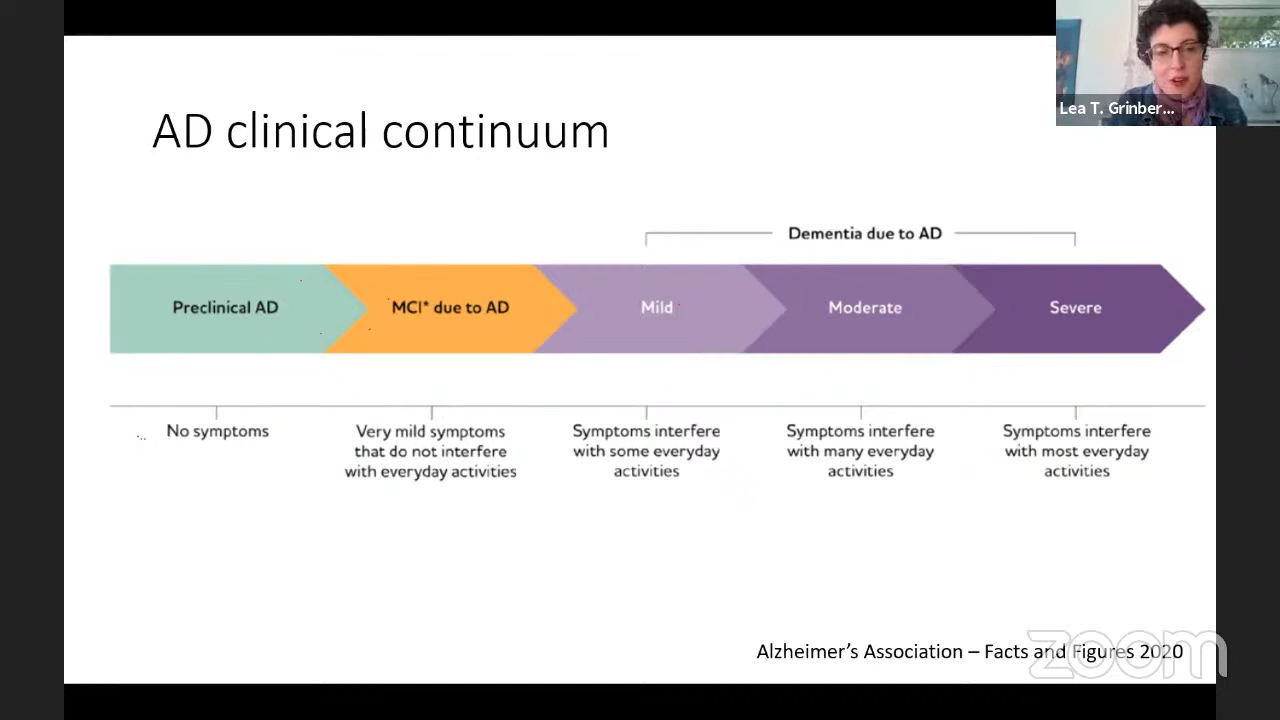 Lea T. Grinber...
AD clinical continuum
Dementia due to AD
Preclinical AD
MCI* due to AD
Mild
Moderate
Severe
No symptoms
Very mild symptoms
that do not interfere
with everyday activities
Symptoms interfere
with some everyday
activities
Symptoms interfere
with many everyday
activities
Symptoms interfere
with most everyday
activities
Alzheimer’s Association – Facts and Figures 2020
zoom